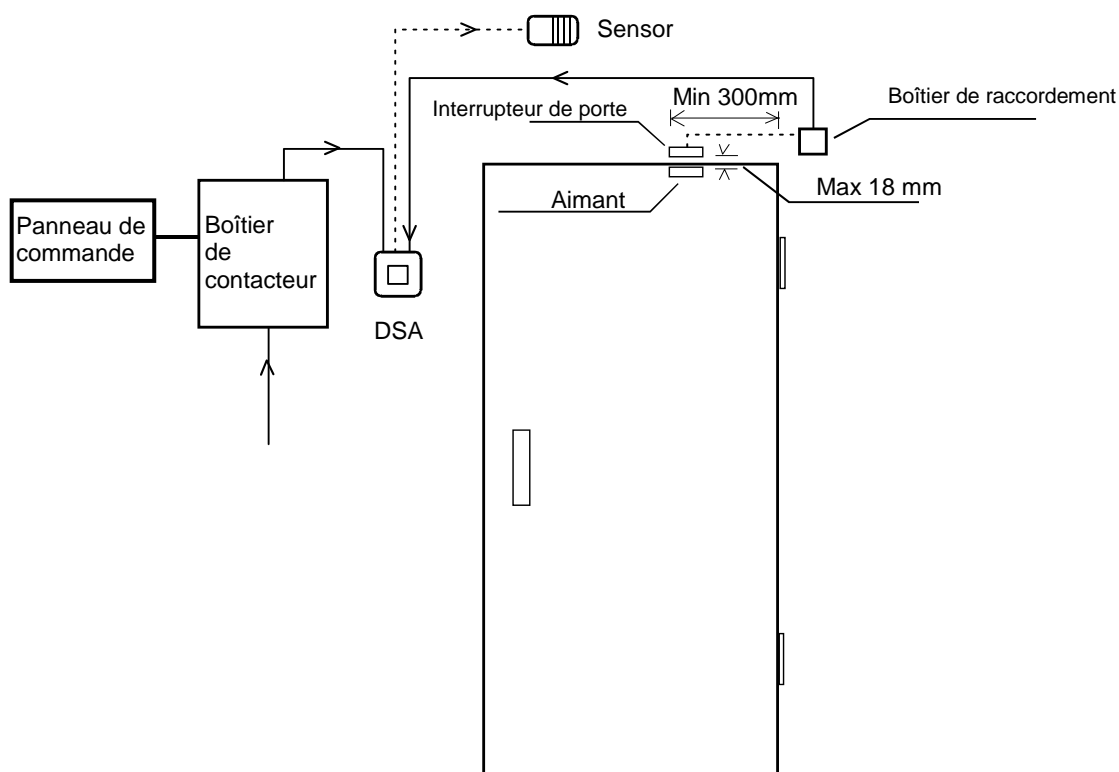 Sensor
Min 300mm
Boîtier de raccordement
Interrupteur de porte
Aimant
Max 18 mm
Panneau de
commande
Boîtier
de
contacteur
DSA